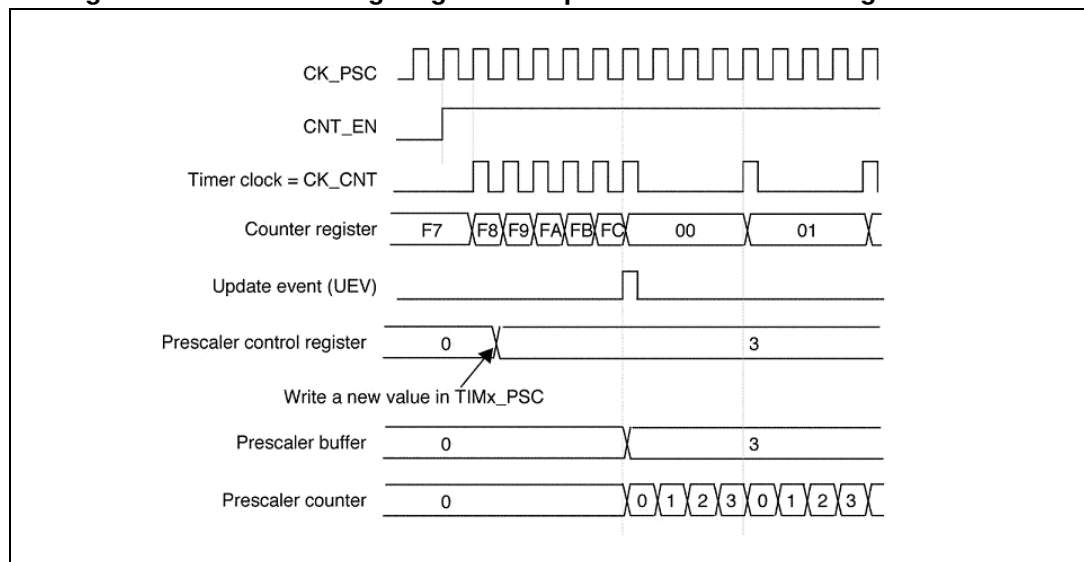 CK_PSC
CNT_EN
Timer clock = CK_CNT
Counter register F7 F8 F9 FA FB FC 00 01
Update event (UEV)
Prescaler control register 0 3
Write a new value in TIMx_PSC
Prescaler buffer 0 3
Prescaler counter 0 0 1 2 3 0 1 2 3